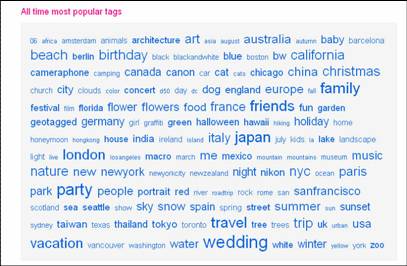 All time most popular tags
06 africa amsterdam animals architecture art asia august australia autumn baby barcelona
beach berlin birthday black blackandwhite blue boston bw california
cameraphone camping canada canon car cat cats chicago china christmas
church city clouds color concert d50 day dc dog england europe fall family
festival film florida flower flowers food france friends fun garden
geotagged germany girl graffiti green halloween hawaii hiking holiday home
honeymoon hongkong house india ireland island italy japan july kids la lake landscape
light live london losangeles macro march me mexico mountain mountains museum music
nature new newyork newyorkcity newzealand night nikon nyc ocean paris
park party people portrait red river roadtrip rock rome san sanfrancisco
scotland sea seattle show sky snow spain spring street summer sun sunset
sydney taiwan texas thailand tokyo toronto travel tree trees trip uk urban usa
vacation vancouver washington water wedding white winter yellow york zoo